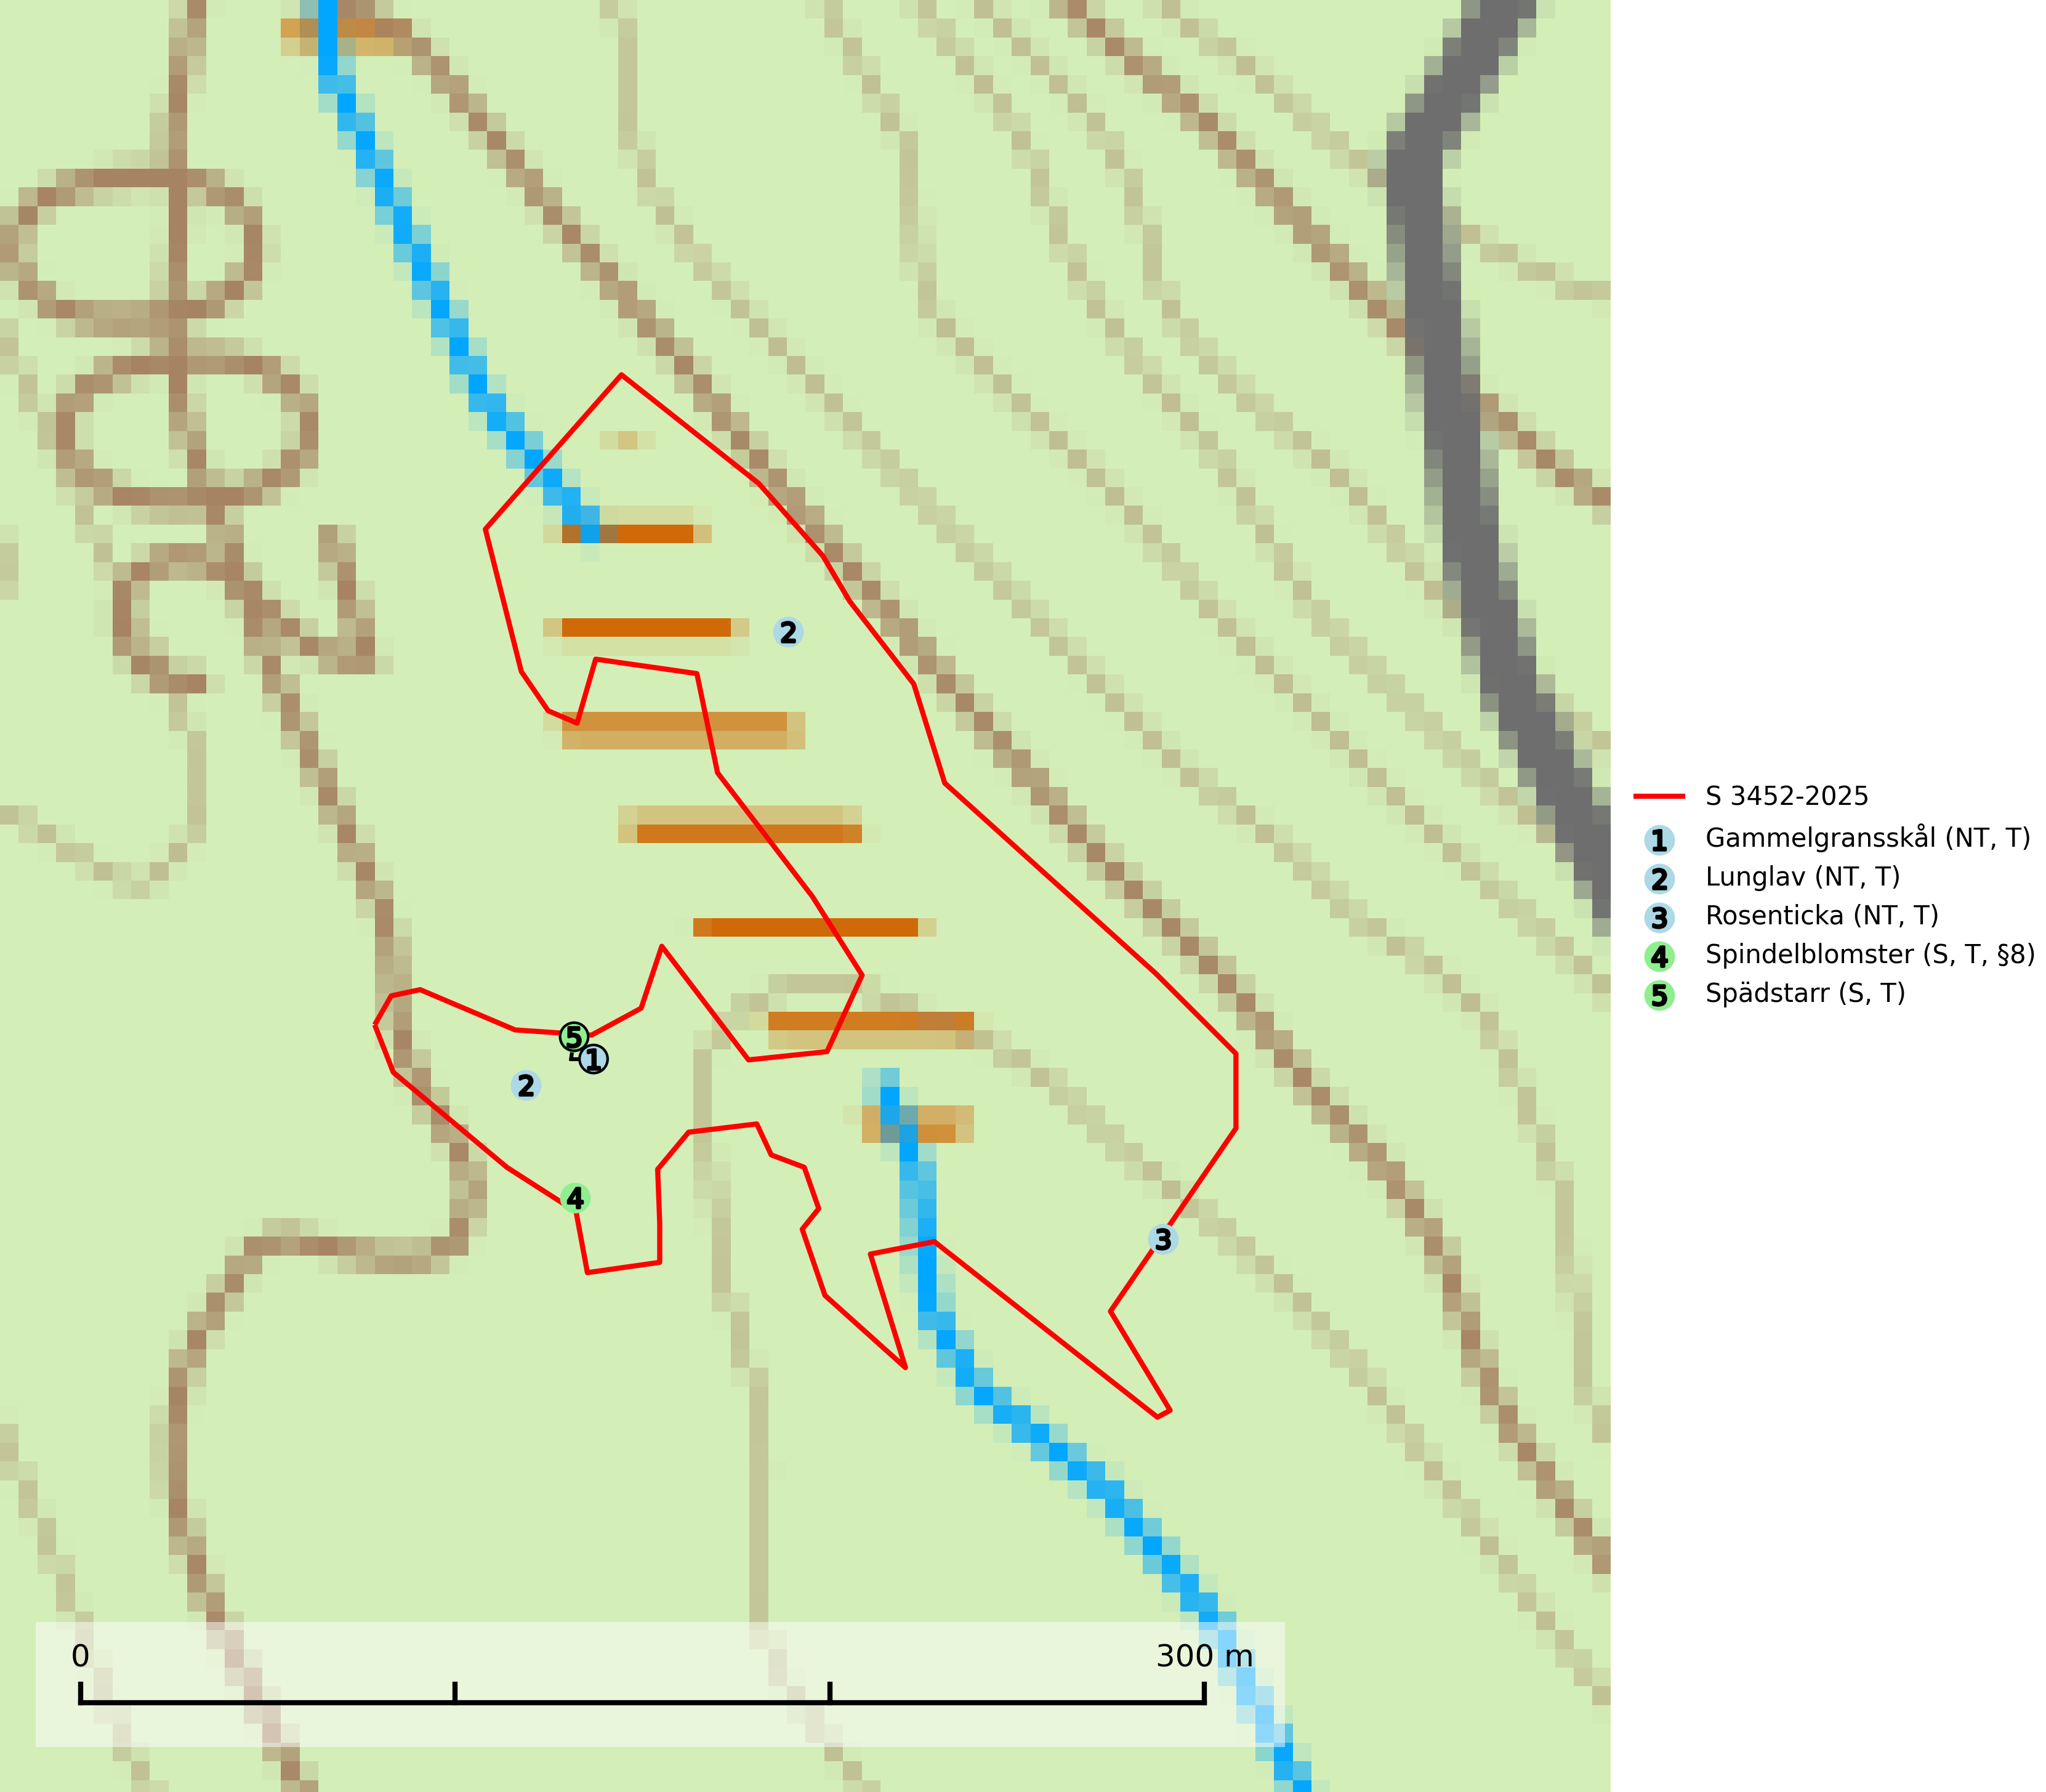 2
5
1
2
4
3
S 3452-2025
1 Gammelgransskål (NT, T)
2 Lunglav (NT, T)
3 Rosenticka (NT, T)
4 Spindelblomster (S, T, §8)
5 Spädstarr (S, T)
0 300 m